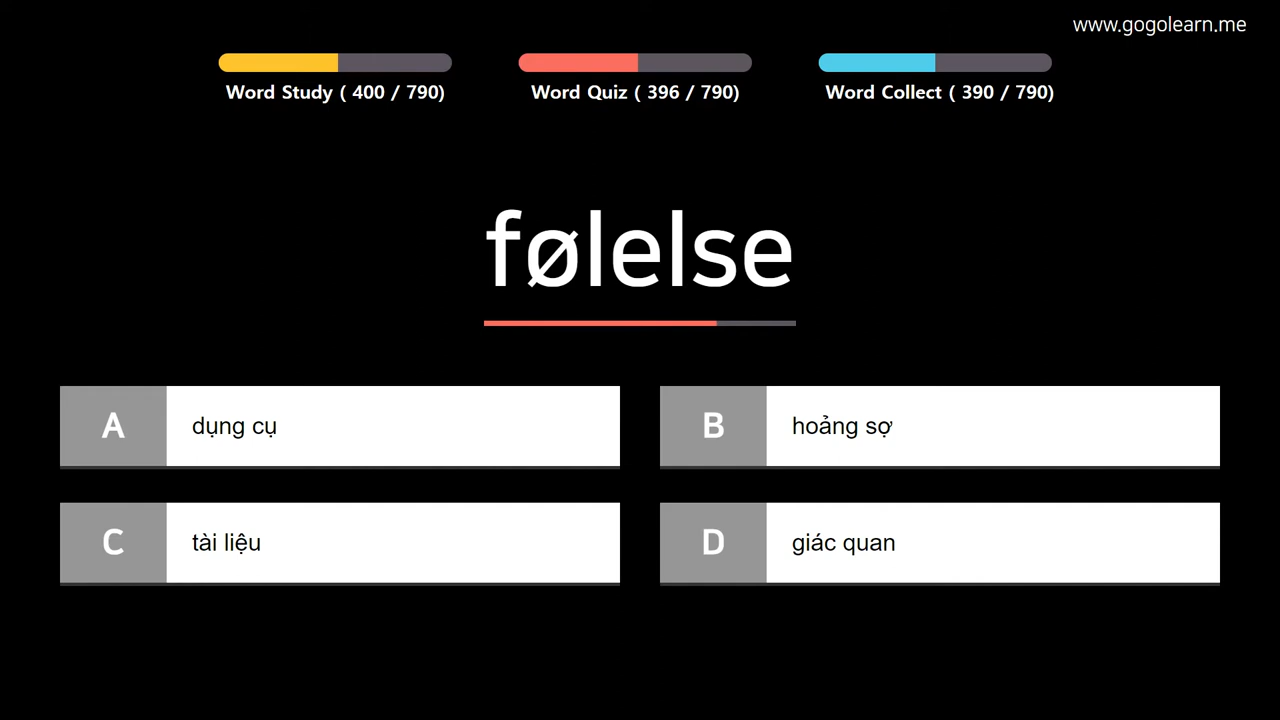 www.gogolearn.me
Word Study ( 400 / 790)
Word Quiz ( 396 / 790)
Word Collect ( 390 / 790)
følelse
A dụng cụ
B hoảng sợ
C tài liệu
D giác quan